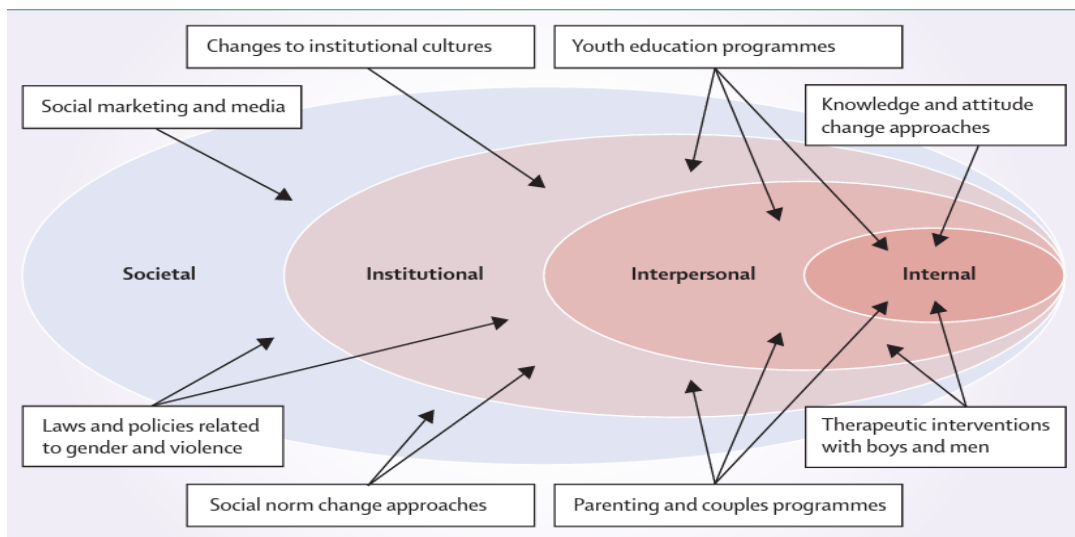 Changes to institutional cultures
Youth education programmes
Social marketing and media
Knowledge and attitude
change approaches
Societal
Institutional
Interpersonal
Internal
Laws and policies related
to gender and violence
Therapeutic interventions
with boys and men
Social norm change approaches
Parenting and couples programmes